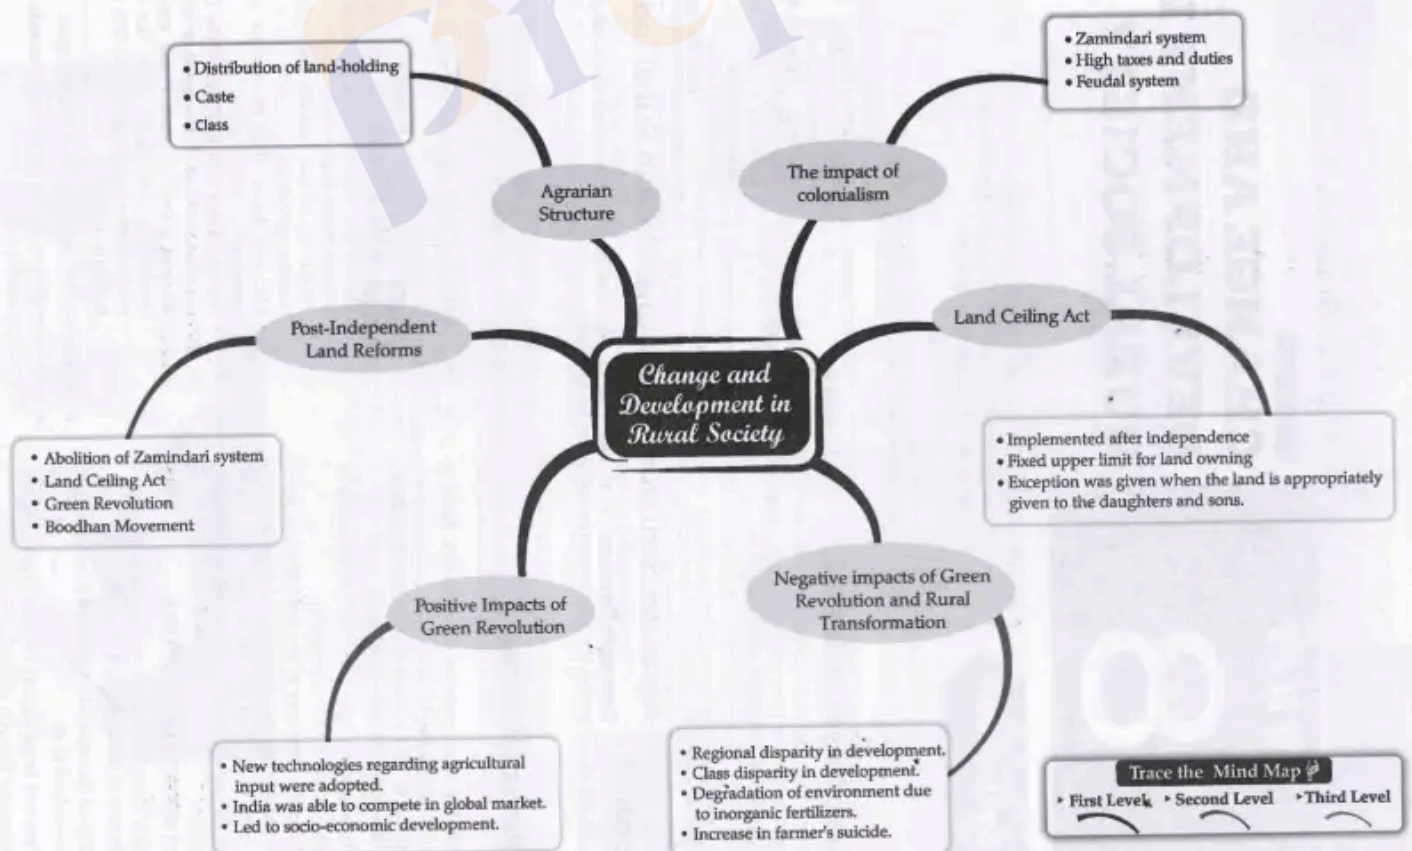 • Distribution of land-holding
• Caste
• Class
• Zamindari system
• High taxes and duties
• Feudal system
Agrarian
Structure
The impact of
colonialism
Post-Independent
Land Reforms
Land Ceiling Act
Change and
Development in
Rural Society
• Abolition of Zamindari system
• Land Ceiling Act
• Green Revolution
• Boodhan Movement
• Implemented after independence
• Fixed upper limit for land owning
• Exception was given when the land is appropriately
given to the daughters and sons.
Positive Impacts of
Green Revolution
Negative impacts of Green
Revolution and Rural
Transformation
• New technologies regarding agricultural
input were adopted.
• India was able to compete in global market.
• Led to socio-economic development.
• Regional disparity in development.
• Class disparity in development.
• Degradation of environment due
to inorganic fertilizers.
• Increase in farmer's suicide.
Trace the Mind Map
‣ First Level ‣ Second Level ‣ Third Level